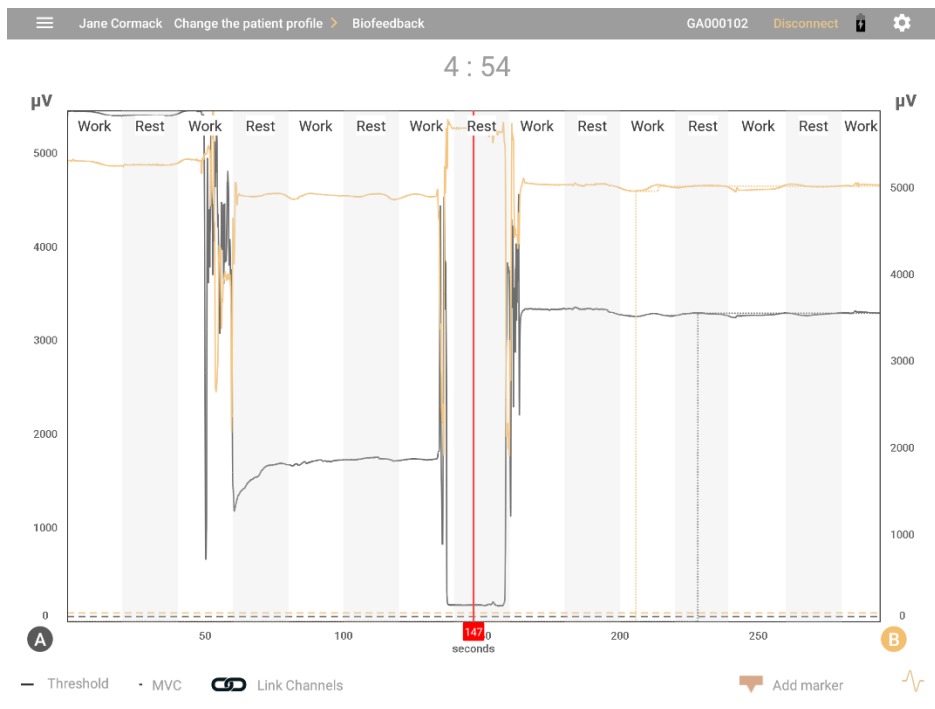 Jane Cormack Change the patient profile > Biofeedback GA000102 Disconnect
4 : 54
μV μV
Work Rest Work Rest Work Rest Work Rest Work Rest Work Rest Work Rest Work
5000 5000
4000 4000
3000 3000
2000 2000
1000 1000
0 0
A 50 100 147 0 200 250 B
seconds
Threshold MVC Link Channels Add marker